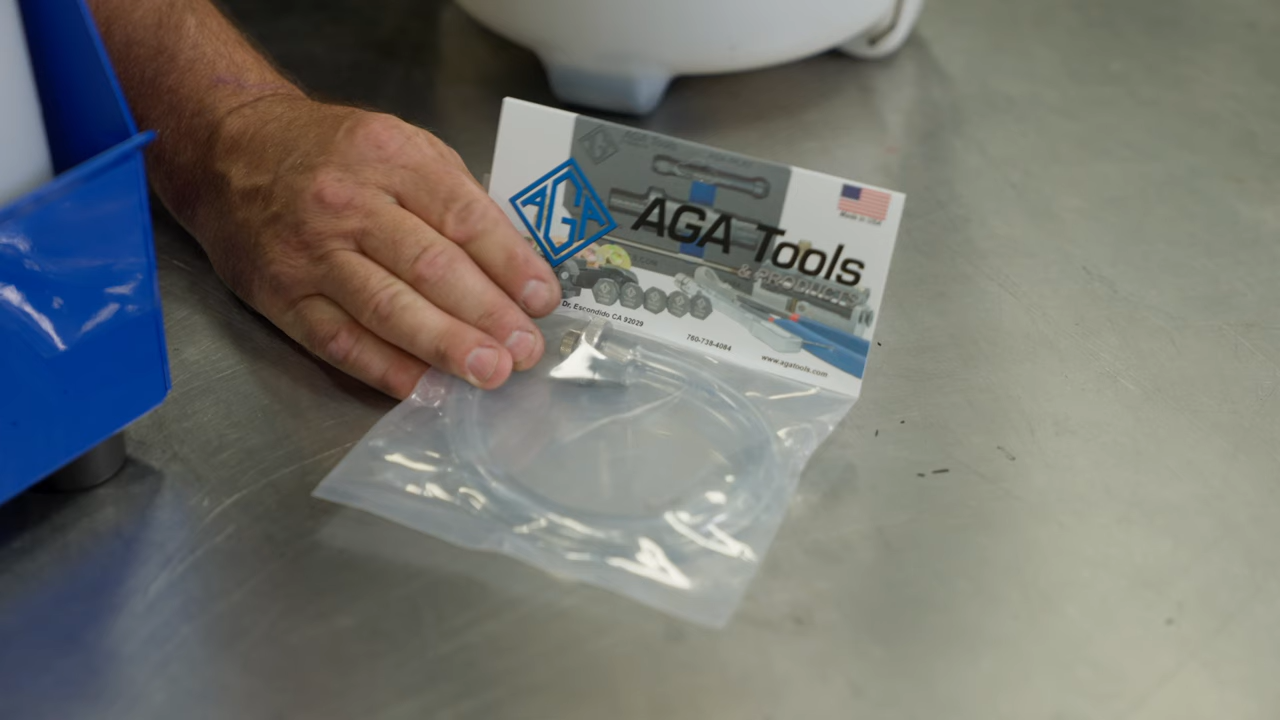 AGA
AGA Tools
& PRODUCTS
Made in USA
Dr, Escondido CA 92029
760-738-4084
www.agatools.com